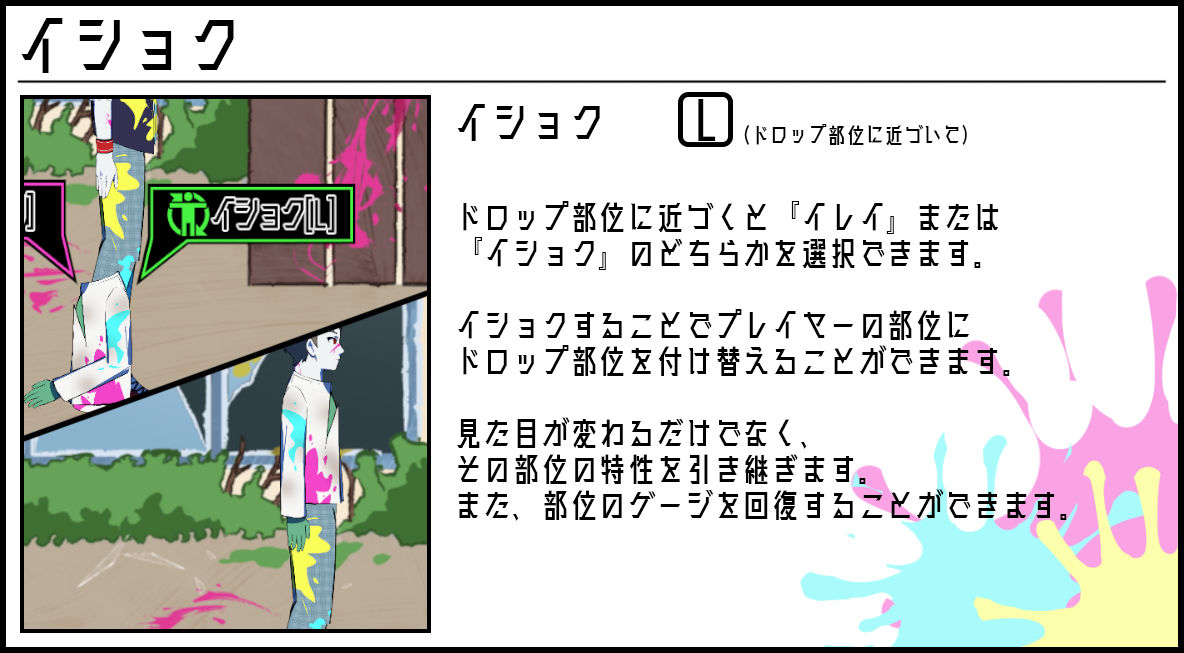 イショク
イショク [L] (ドロップ部位に近づいて)
]
イショク[L]
ドロップ部位に近づくと『イレイ』または
『イショク』のどちらかを選択できます。
イショクすることでプレイヤーの部位に
ドロップ部位を付け替えることができます。
見た目が変わるだけでなく、
その部位の特性を引き継ぎます。
また、部位のゲージを回復することができます。